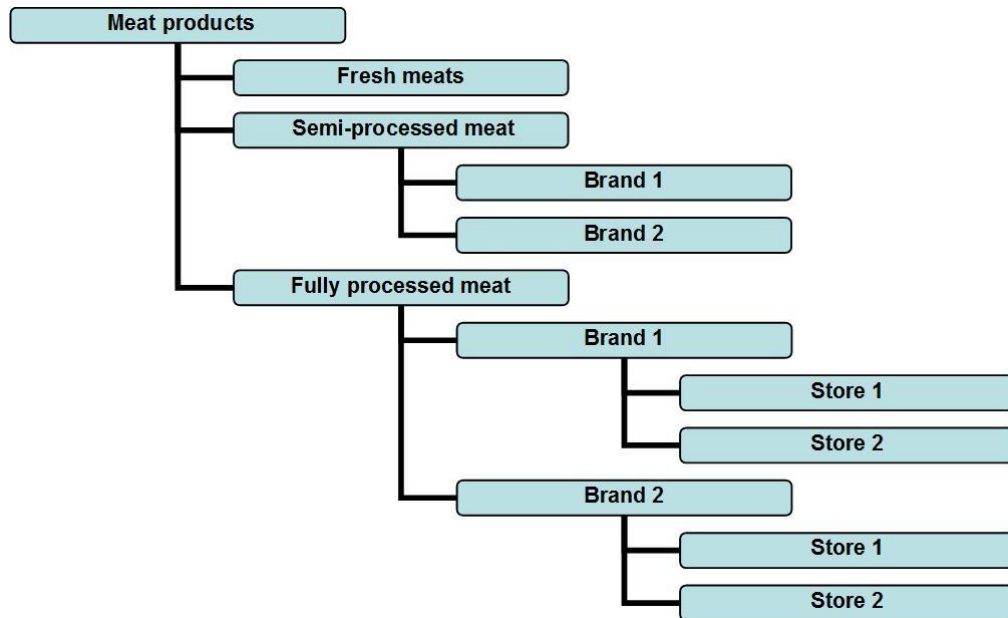 Meat products
Fresh meats
Semi-processed meat
Brand 1
Brand 2
Fully processed meat
Brand 1
Store 1
Store 2
Brand 2
Store 1
Store 2